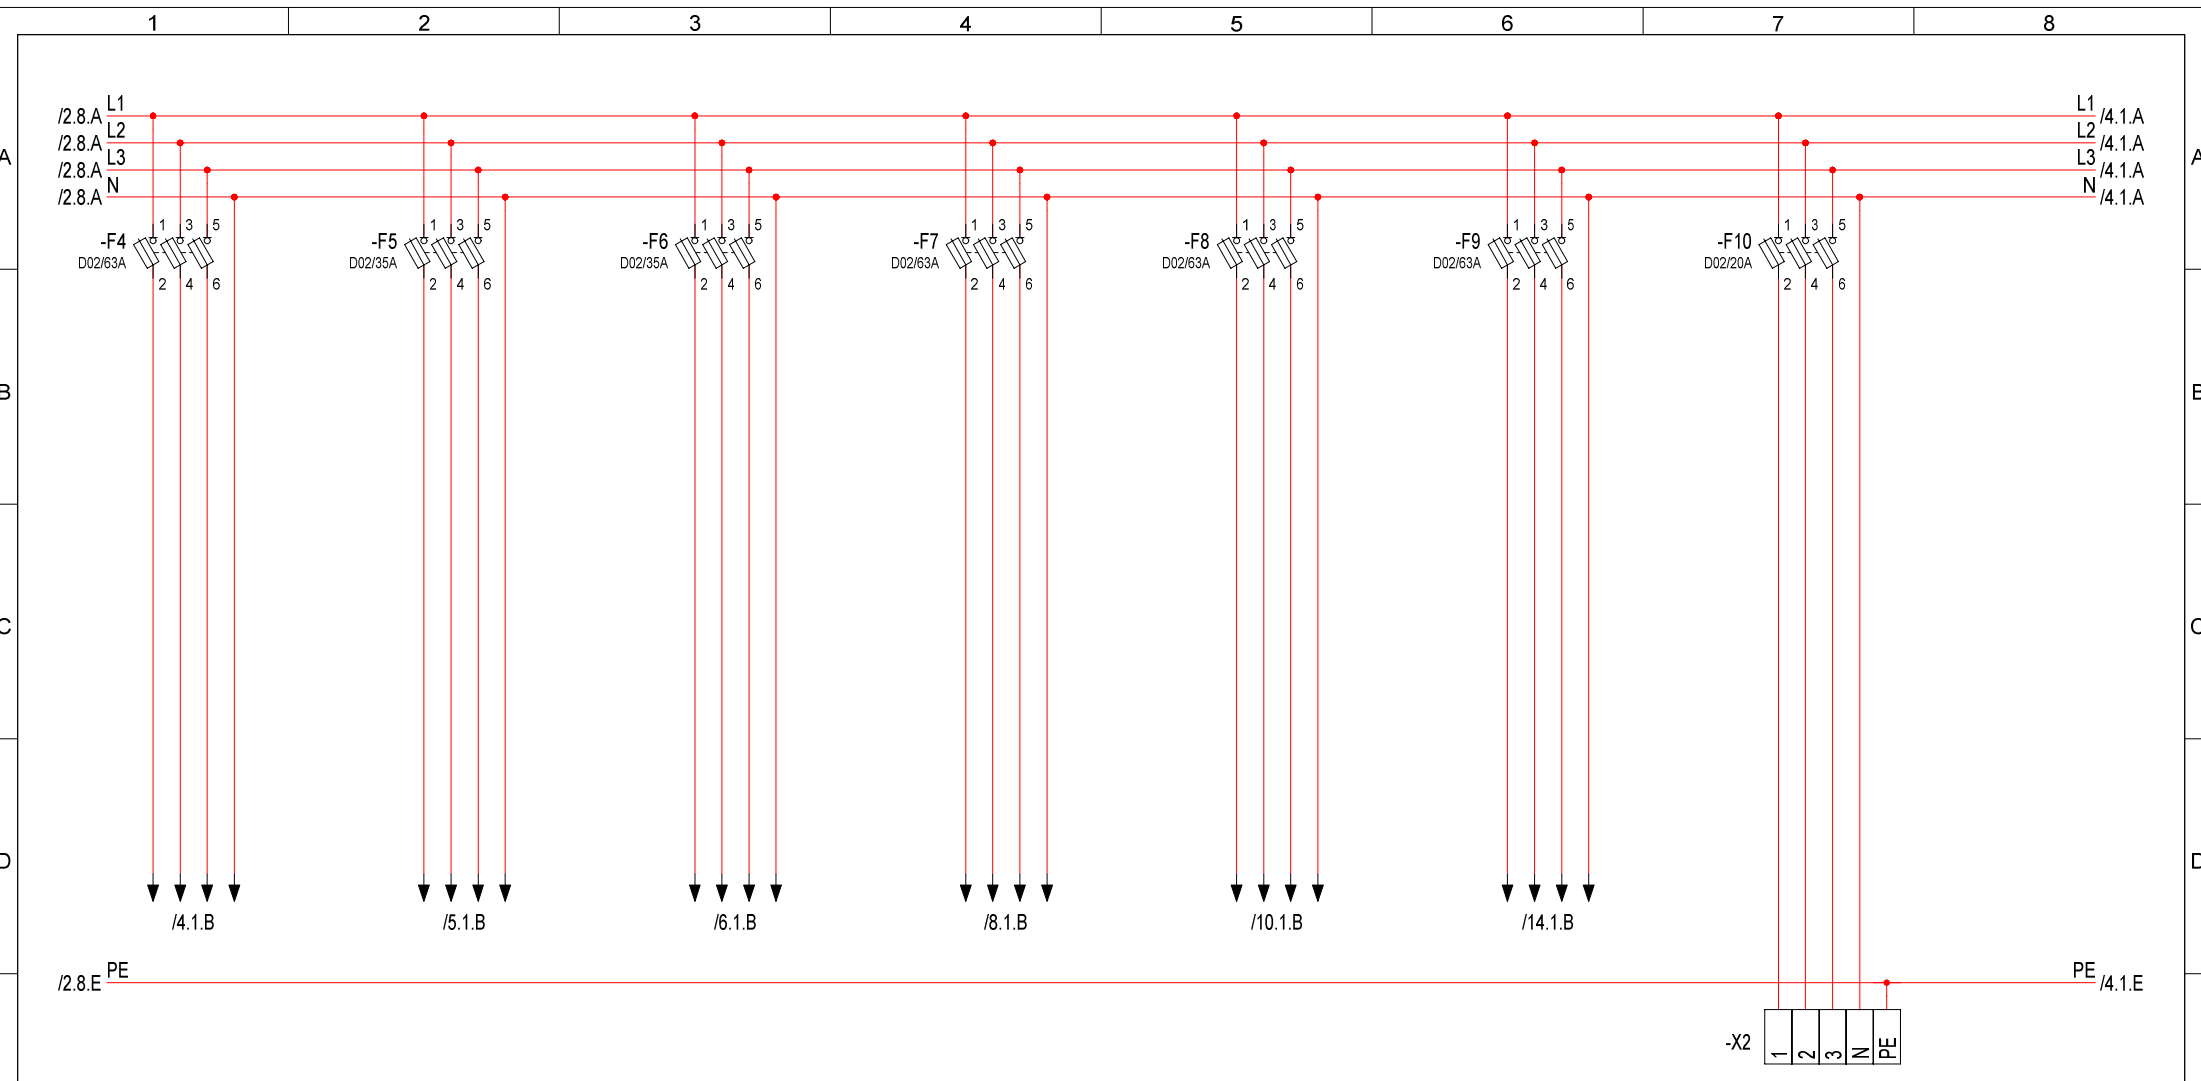 1 2 3 4 5 6 7 8
L1 L1
/2.8.A /4.1.A
L2 L2
/2.8.A /4.1.A
A L3 L3 A
/2.8.A /4.1.A
N N
/2.8.A /4.1.A
1 3 5 1 3 5 1 3 5 1 3 5 1 3 5 1 3 5 1 3 5
-F4 -F5 -F6 -F7 -F8 -F9 -F10
D02/63A D02/35A D02/35A D02/63A D02/63A D02/63A D02/20A
2 4 6 2 4 6 2 4 6 2 4 6 2 4 6 2 4 6 2 4 6
B B
C C
D D
/4.1.B /5.1.B /6.1.B /8.1.B /10.1.B /14.1.B
PE PE
/2.8.E /4.1.E
-X2 1 2 3 N PE